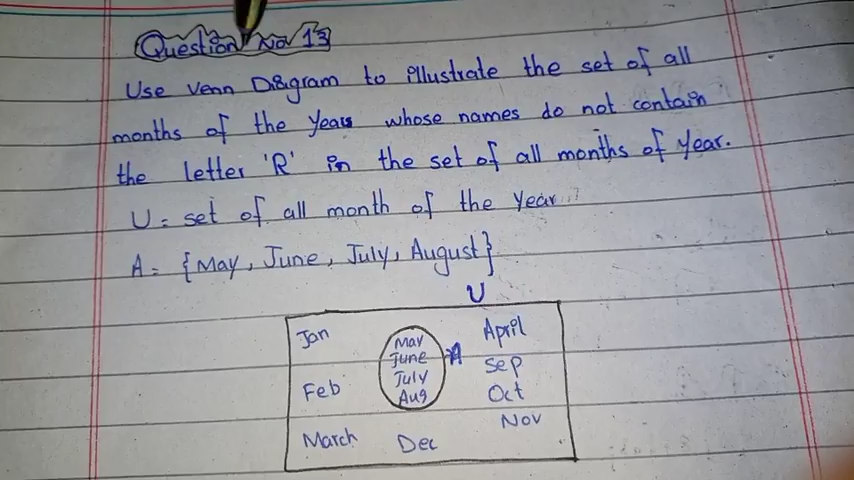 Question No 13
Use Venn Diagram to illustrate the set of all
months of the Year whose names do not contain
the letter 'R' in the set of all months of Year.
U = set of all month of the Year
A = {May, June, July, August}
U
Jan May April
June A Sep
Feb July Oct
Aug
Nov
March Dec